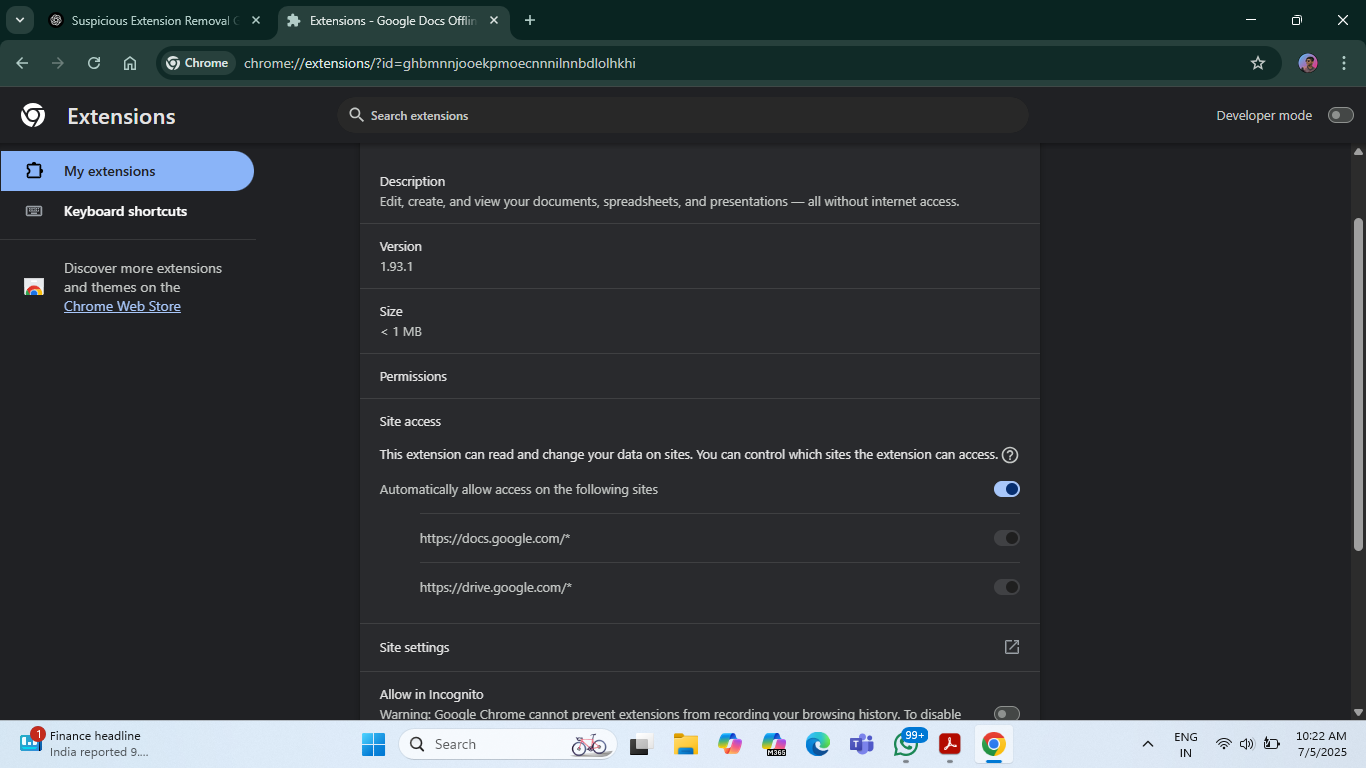 Suspicious Extension Removal
Extensions - Google Docs Offlin
Chrome
chrome://extensions/?id=ghbmnnjooekpmoecnnnilnnbdlolhkhi
Extensions
Search extensions
Developer mode
My extensions
Keyboard shortcuts
Discover more extensions
and themes on the
Chrome Web Store
Description
Edit, create, and view your documents, spreadsheets, and presentations — all without internet access.
Version
1.93.1
Size
< 1 MB
Permissions
Site access
This extension can read and change your data on sites. You can control which sites the extension can access.
?
Automatically allow access on the following sites
https://docs.google.com/*
https://drive.google.com/*
Site settings
Allow in Incognito
Warning: Google Chrome cannot prevent extensions from recording your browsing history. To disable
1
Finance headline
India reported 9....
Search
M365
99+
ENG
IN
10:22 AM
7/5/2025